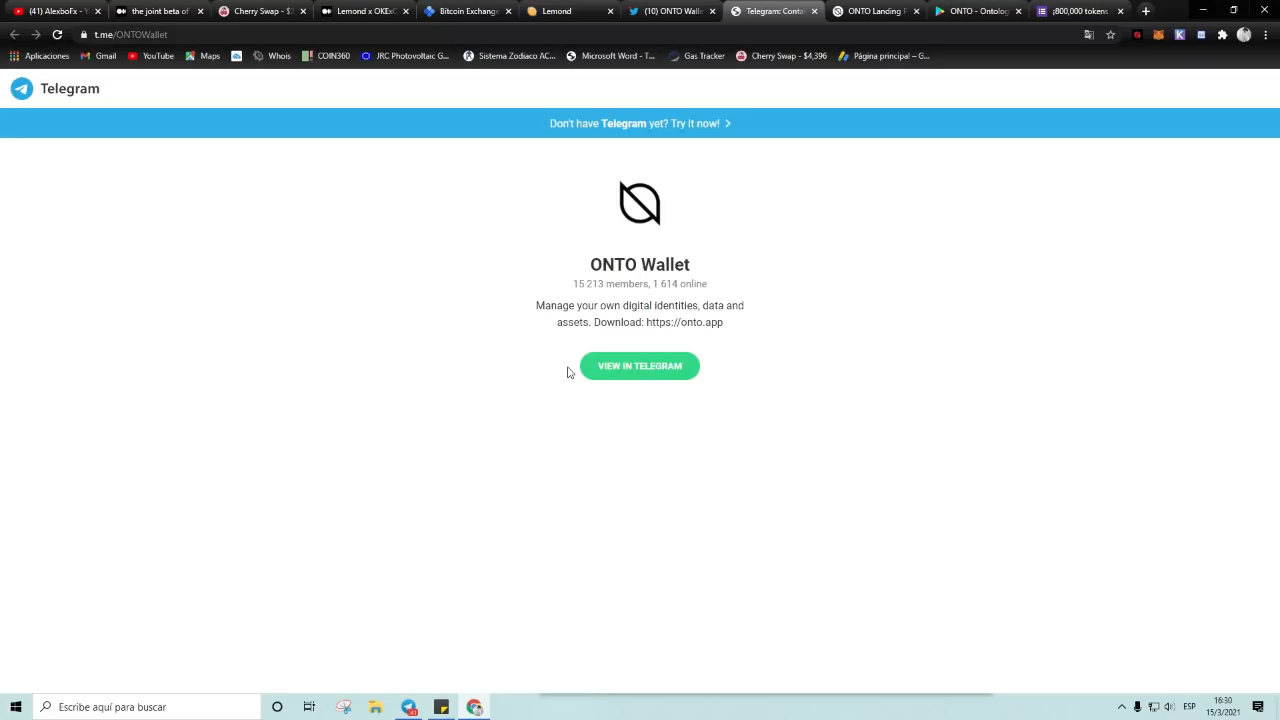 (41) AlexboFx - Y
the joint beta of
Cherry Swap - $3
Lemond x OKExC
Bitcoin Exchange
Lemond
(10) ONTO Walle
Telegram: Conta
ONTO Landing P
ONTO - Ontolog
¡800,000 tokens
t.me/ONTOWallet
Aplicaciones
Gmail
YouTube
Maps
Whois
COIN360
JRC Photovoltaic G...
Sistema Zodiaco AC...
Microsoft Word - T...
Gas Tracker
Cherry Swap - $4,396
Página principal – G...
Telegram
Don't have Telegram yet? Try it now!
ONTO Wallet
15 213 members, 1 614 online
Manage your own digital identities, data and
assets. Download: https://onto.app
VIEW IN TELEGRAM
Escribe aquí para buscar
ESP
16:30
15/3/2021